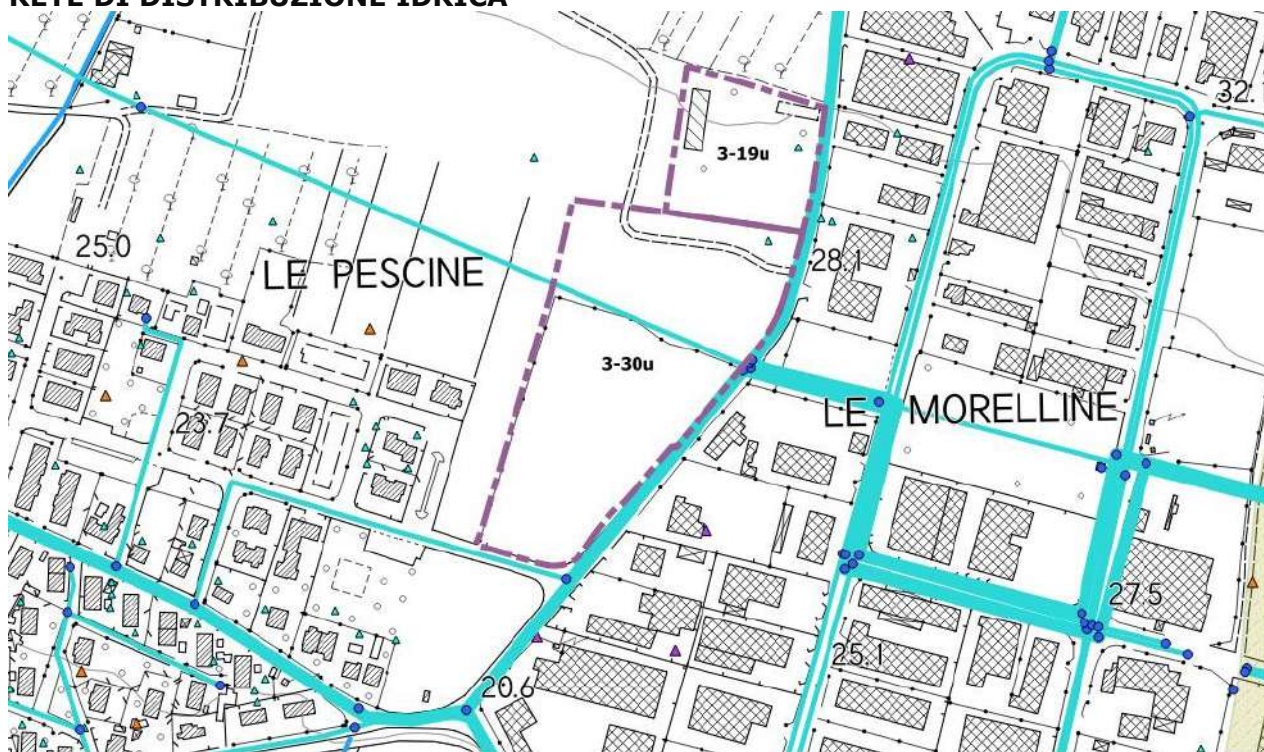 RETE DI DISTRIBUZIONE IDRICA
32.1
3-19u
25.0
LE PESCINE
28.1
3-30u
LE MORELLINE
23.7
27.5
25.1
20.6